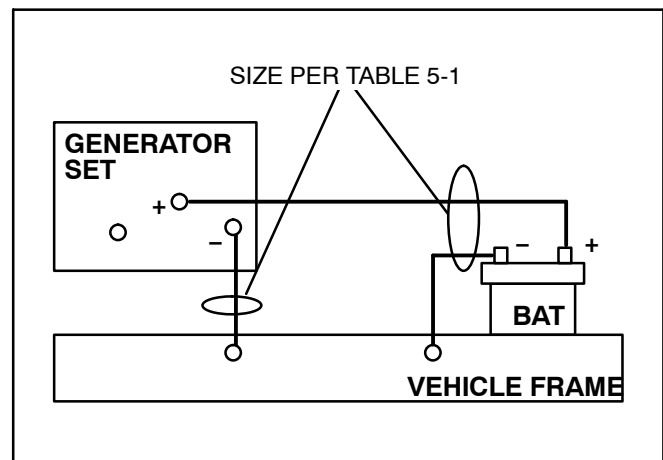 SIZE PER TABLE 5-1
GENERATOR
SET
+
−
−
+
BAT
VEHICLE FRAME